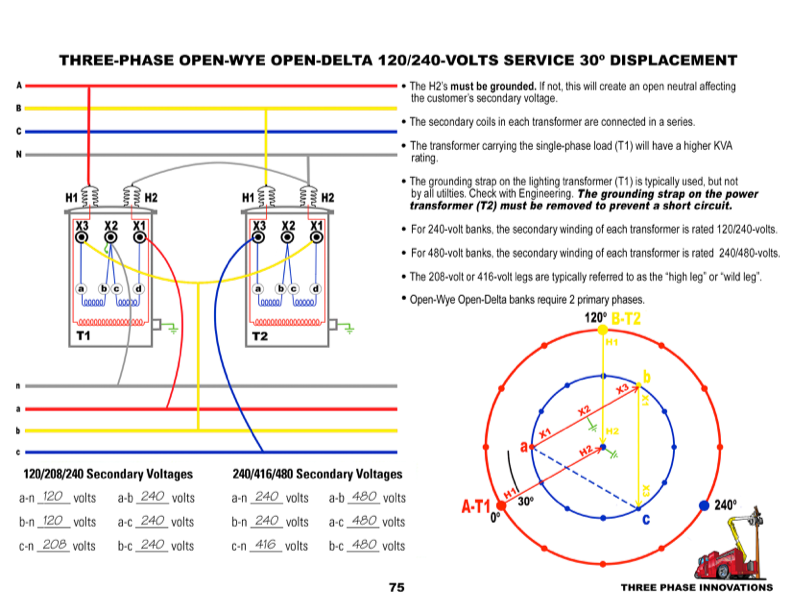 THREE-PHASE OPEN-WYE OPEN-DELTA 120/240-VOLTS SERVICE 30º DISPLACEMENT
A
B
C
N
• The H2's must be grounded. If not, this will create an open neutral affecting
the customer's secondary voltage.
• The secondary coils in each transformer are connected in a series.
• The transformer carrying the single-phase load (T1) will have a higher KVA
rating.
• The grounding strap on the lighting transformer (T1) is typically used, but not
by all utilties. Check with Engineering. The grounding strap on the power
transformer (T2) must be removed to prevent a short circuit.
• For 240-volt banks, the secondary winding of each transformer is rated 120/240-volts.
• For 480-volt banks, the secondary winding of each transformer is rated 240/480-volts.
• The 208-volt or 416-volt legs are typically referred to as the “high leg” or “wild leg”.
• Open-Wye Open-Delta banks require 2 primary phases.
H1 H2 H1 H2
X3 X2 X1 X3 X2 X1
a b c d a b c d
T1 T2
n
a
b
c
120º B-T2
H1
b
X3
X1
X2
X1
H2
a
H2
X3
H1
30º
A-T1
0º
c
240º
120/208/240 Secondary Voltages 240/416/480 Secondary Voltages
a-n 120 volts a-b 240 volts a-n 240 volts a-b 480 volts
b-n 120 volts a-c 240 volts b-n 240 volts a-c 480 volts
c-n 208 volts b-c 240 volts c-n 416 volts b-c 480 volts
75
THREE PHASE INNOVATIONS